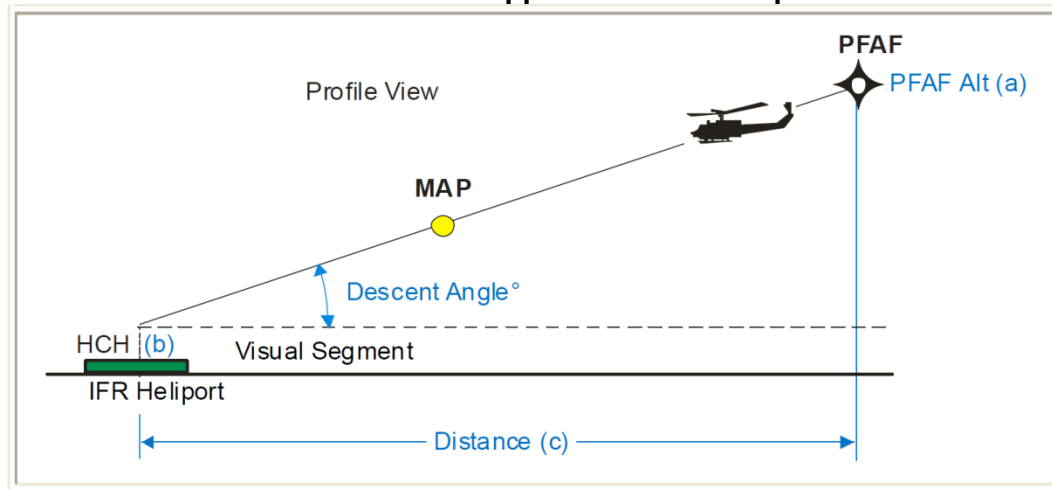 PFAF
PFAF Alt (a)
Profile View
MAP
Descent Angle°
HCH (b)
Visual Segment
IFR Heliport
Distance (c)